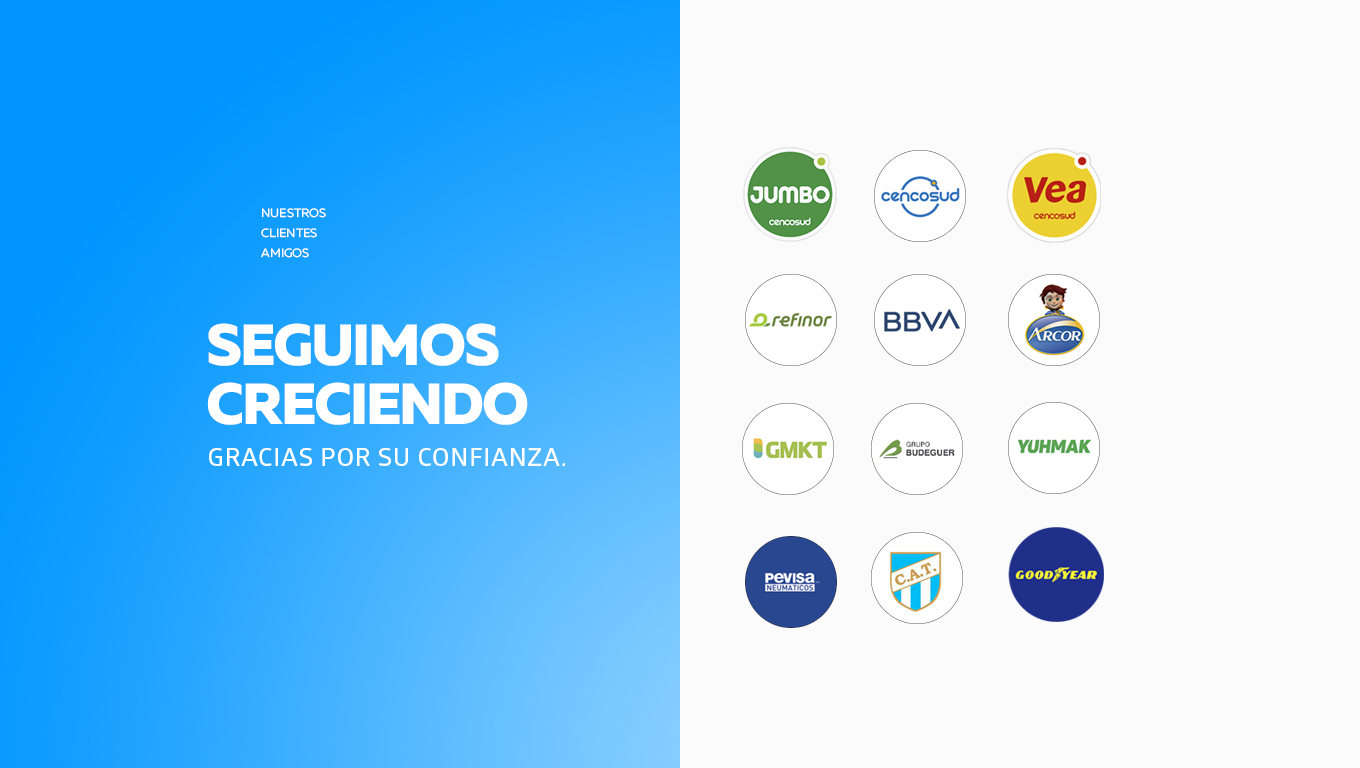 NUESTROS
CLIENTES
AMIGOS
SEGUIMOS
CRECIENDO
GRACIAS POR SU CONFIANZA.
JUMBO
cencosud
cencosud
Vea
cencosud
refinor
BBVA
ARCOR
GMKT
GRUPO
BUDEGUER
YUHMAK
Pevisa
NEUMATICOS
C.A.T.
GOODYEAR